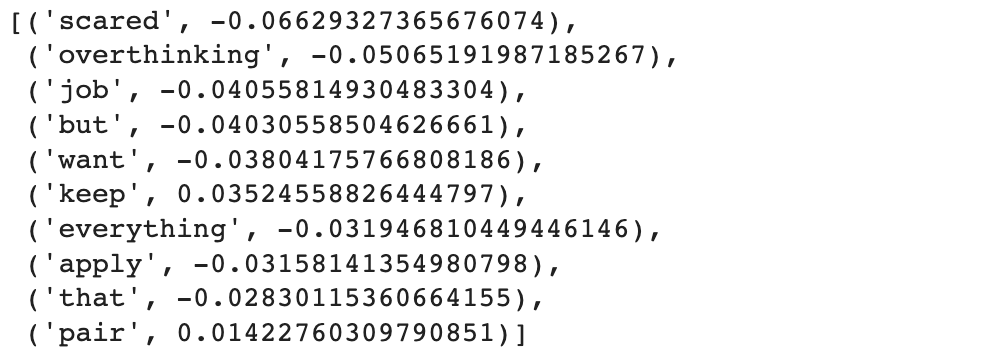 [('scared', -0.06629327365676074),
('overthinking', -0.05065191987185267),
('job', -0.04055814930483304),
('but', -0.04030558504626661),
('want', -0.03804175766808186),
('keep', 0.03524558826444797),
('everything', -0.031946810449446146),
('apply', -0.03158141354980798),
('that', -0.02830115360664155),
('pair', 0.01422760309790851)]